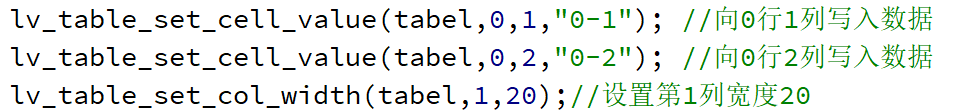 lv_table_set_cell_value(tabel,0,1,"0-1"); //向0行1列写入数据
lv_table_set_cell_value(tabel,0,2,"0-2"); //向0行2列写入数据
lv_table_set_col_width(tabel,1,20);//设置第1列宽度20